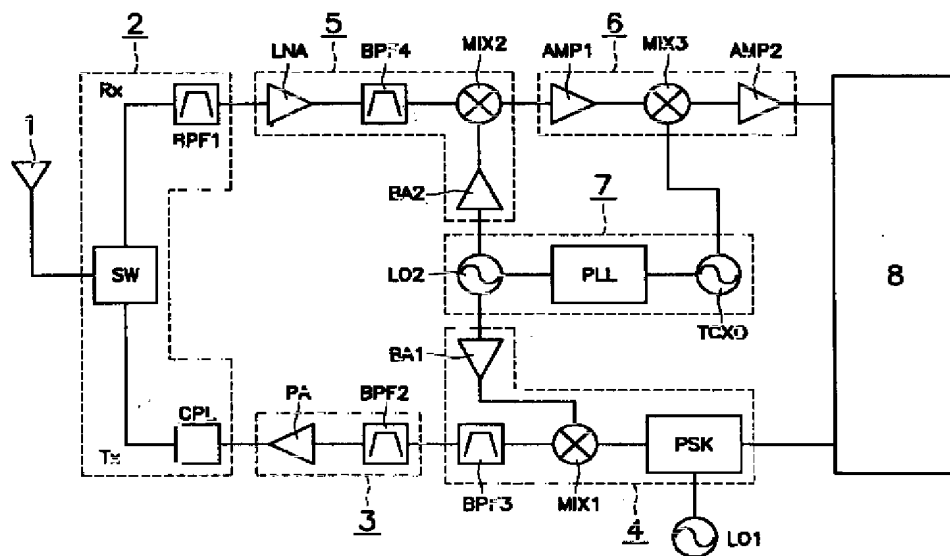 2
5
6
LNA
BPF4
MIX2
AMP1
MIX3
AMP2
Rx
BPF1
1
BA2
7
SW
LO2
PLL
8
TCXO
BA1
PA
BPF2
CPL
PSK
Tx
3
BPF3
MIX1
4
LO1